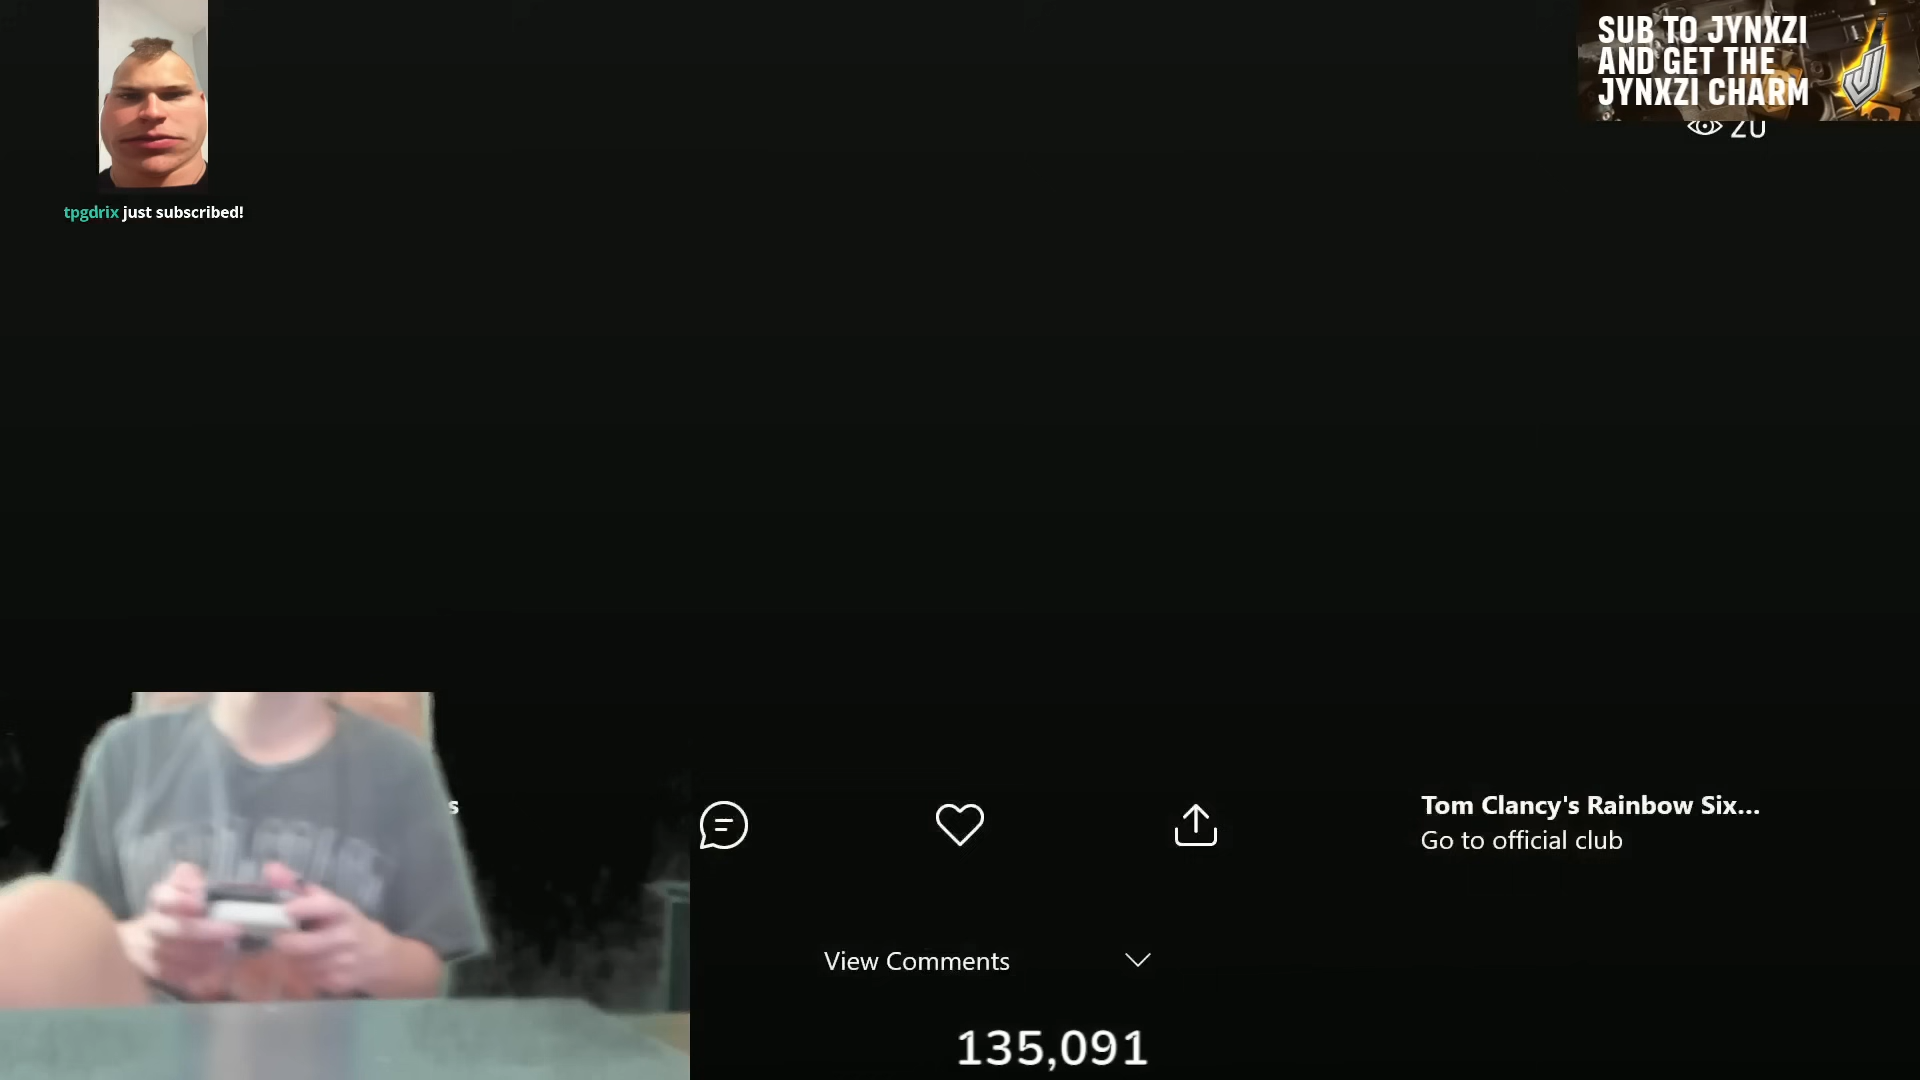 SUB TO JYNXZI
AND GET THE
JYNXZI CHARM
20
tpgdrix just subscribed!
s
Tom Clancy's Rainbow Six...
Go to official club
View Comments
135,091